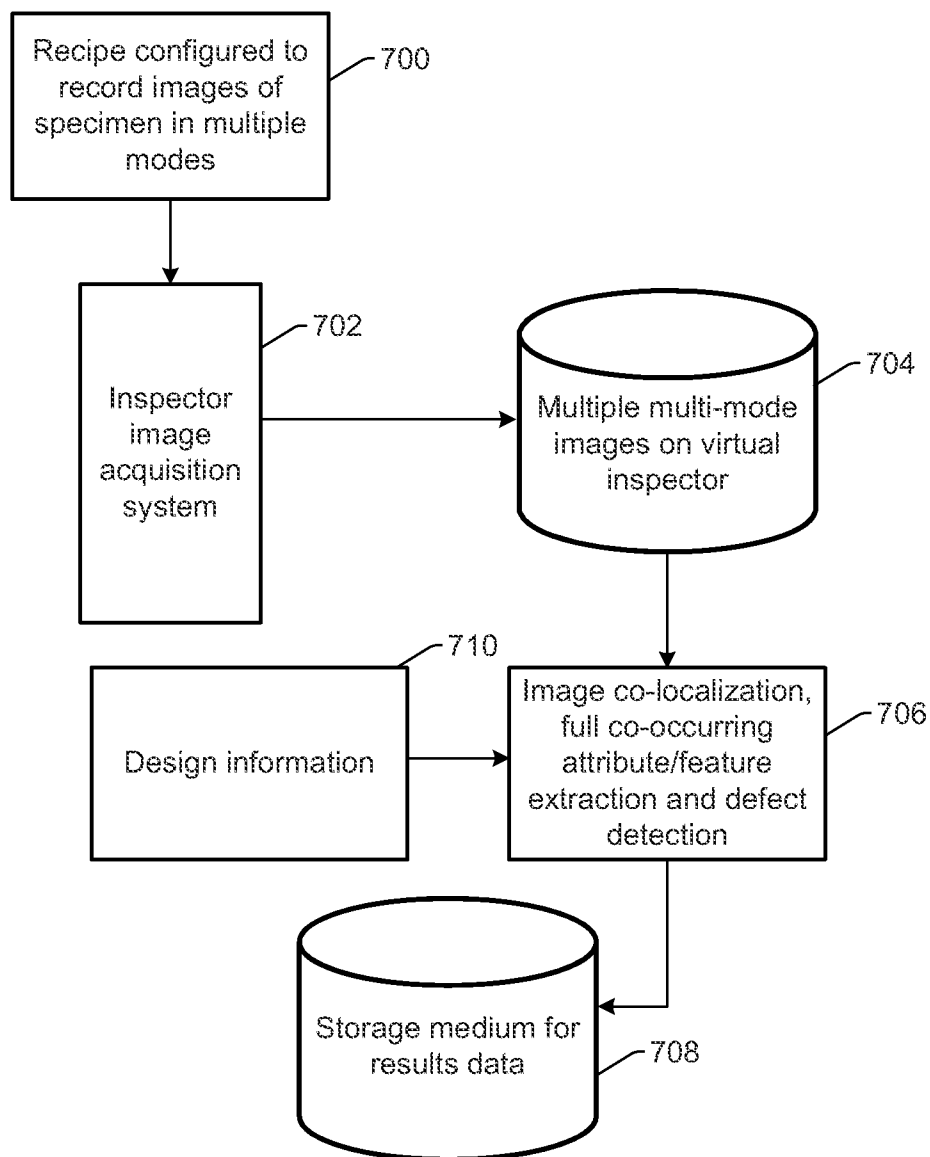 Recipe configured to
record images of
specimen in multiple
modes
700
702
Inspector
image
acquisition
system
704
Multiple multi-mode
images on virtual
inspector
710
Design information
Image co-localization,
full co-occurring
attribute/feature
extraction and defect
detection
706
Storage medium for
results data
708